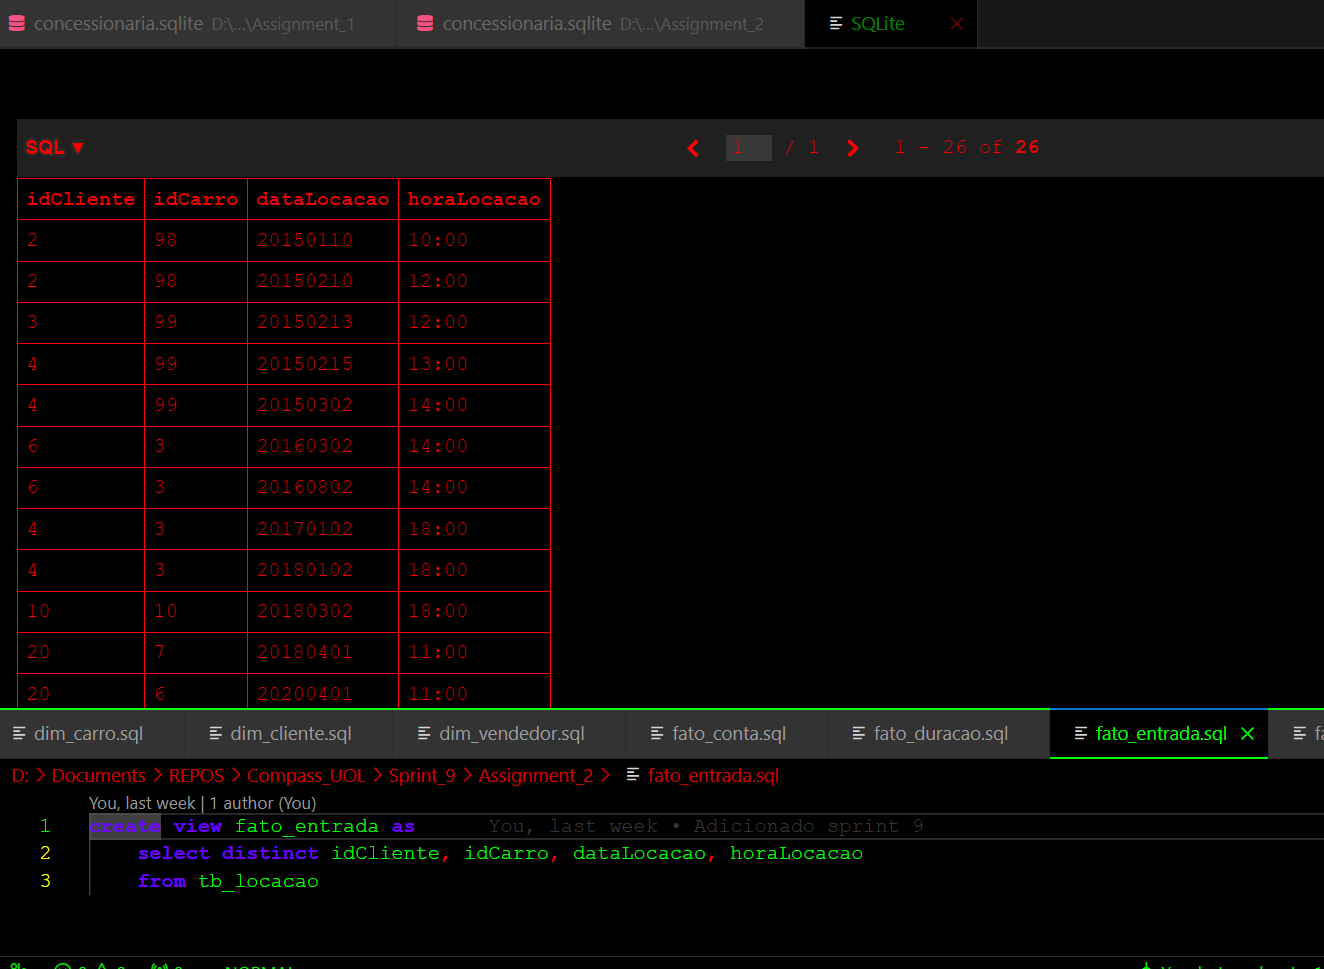 concessionaria.sqlite D:\...\Assignment_1 concessionaria.sqlite D:\...\Assignment_2 SQLite
SQL ▼ 1 / 1 1 - 26 of 26
idCliente idCarro dataLocacao horaLocacao
2 98 20150110 10:00
2 98 20150210 12:00
3 99 20150213 12:00
4 99 20150215 13:00
4 99 20150302 14:00
6 3 20160302 14:00
6 3 20160802 14:00
4 3 20170102 18:00
4 3 20180102 18:00
10 10 20180302 18:00
20 7 20180401 11:00
20 6 20200401 11:00
dim_carro.sql dim_cliente.sql dim_vendedor.sql fato_conta.sql fato_duracao.sql fato_entrada.sql
D: > Documents > REPOS > Compass_UOL > Sprint_9 > Assignment_2 > fato_entrada.sql
You, last week | 1 author (You)
1 create view fato_entrada as You, last week • Adicionado sprint 9
2 select distinct idCliente, idCarro, dataLocacao, horaLocacao
3 from tb_locacao